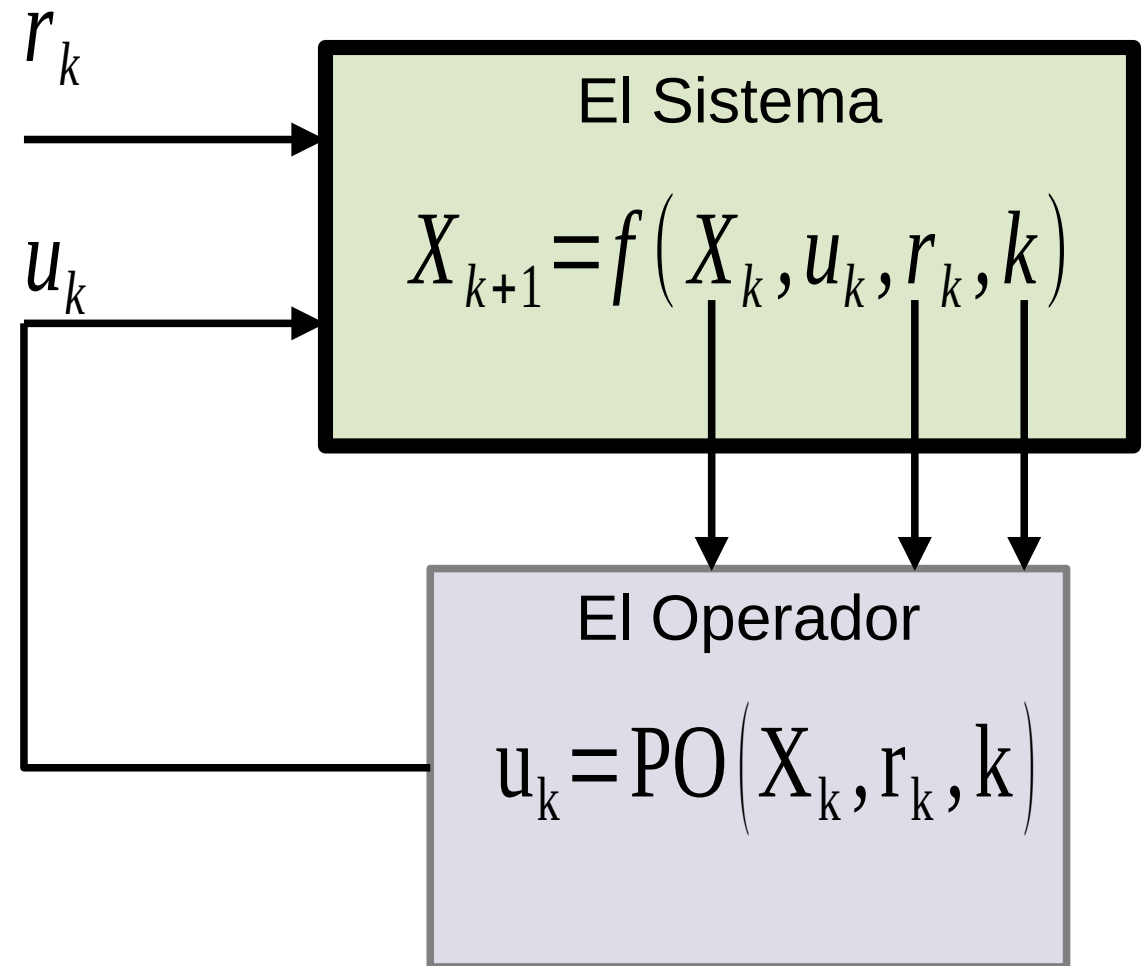 r_k
El Sistema
X_{k+1}=f(X_k,u_k,r_k,k)
u_k
El Operador
u_k=PO(X_k,r_k,k)